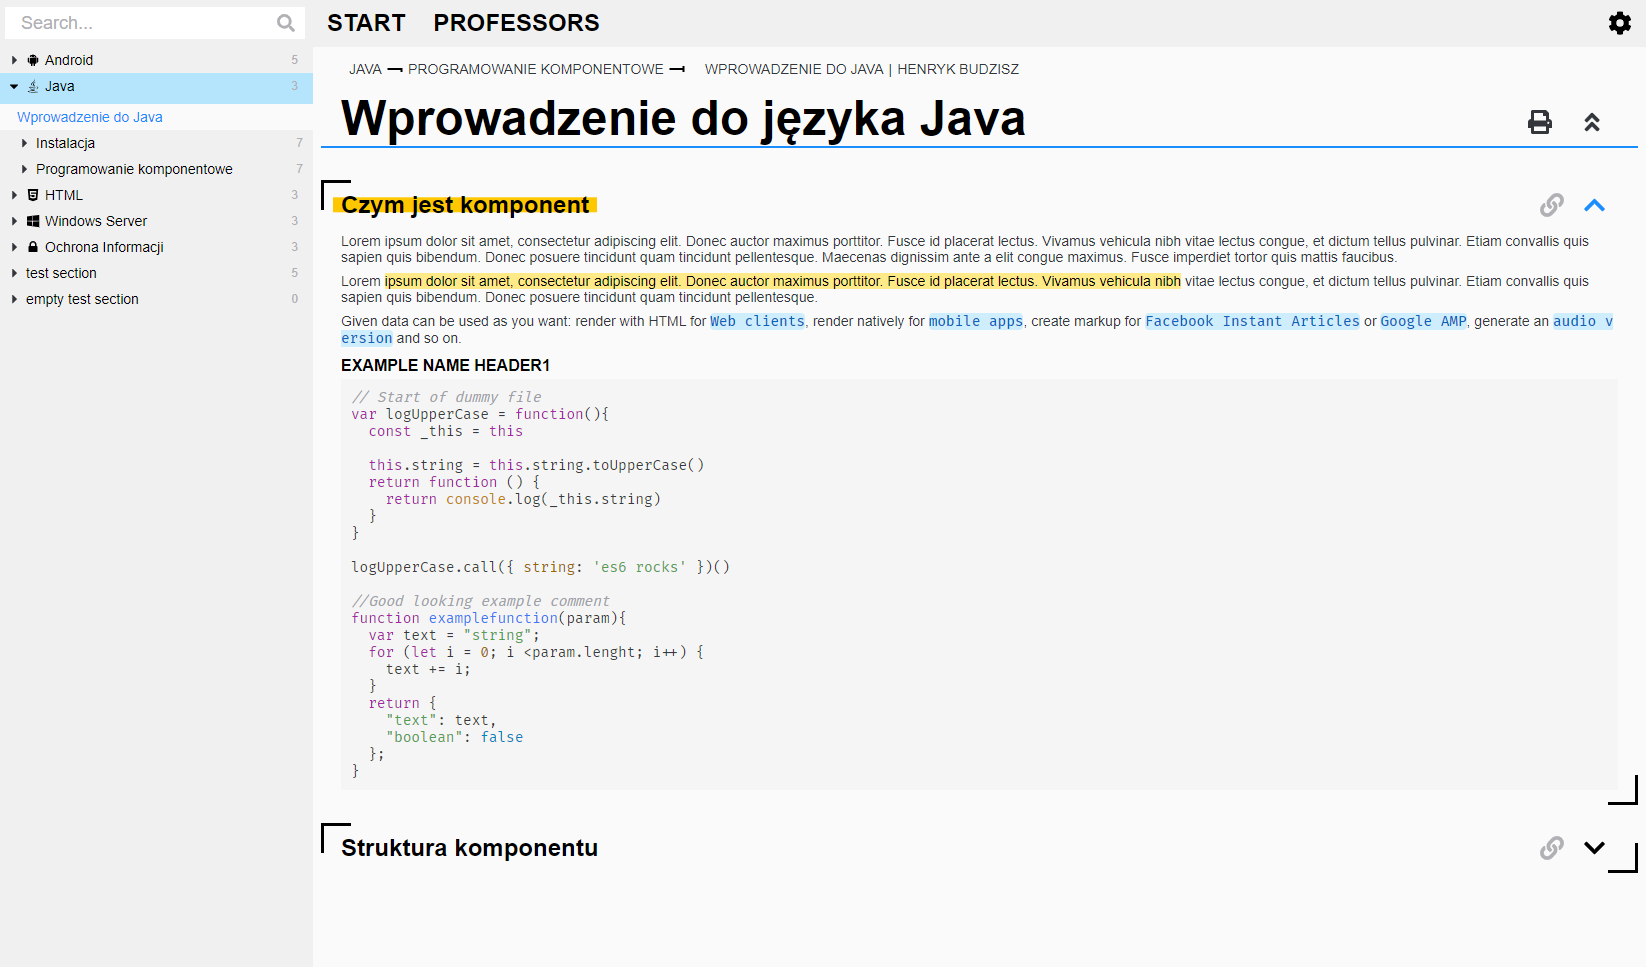 Search...
START PROFESSORS
Android 5
Java 3
Wprowadzenie do Java
Instalacja 7
Programowanie komponentowe 7
HTML 3
Windows Server 3
Ochrona Informacji 3
test section 5
empty test section 0
JAVA PROGRAMOWANIE KOMPONENTOWE WPROWADZENIE DO JAVA | HENRYK BUDZISZ
Wprowadzenie do języka Java
Czym jest komponent
Lorem ipsum dolor sit amet, consectetur adipiscing elit. Donec auctor maximus porttitor. Fusce id placerat lectus. Vivamus vehicula nibh vitae lectus congue, et dictum tellus pulvinar. Etiam convallis quis
sapien quis bibendum. Donec posuere tincidunt quam tincidunt pellentesque. Maecenas dignissim ante a elit congue maximus. Fusce imperdiet tortor quis mattis faucibus.
Lorem ipsum dolor sit amet, consectetur adipiscing elit. Donec auctor maximus porttitor. Fusce id placerat lectus. Vivamus vehicula nibh vitae lectus congue, et dictum tellus pulvinar. Etiam convallis quis
sapien quis bibendum. Donec posuere tincidunt quam tincidunt pellentesque.
Given data can be used as you want: render with HTML for Web clients, render natively for mobile apps, create markup for Facebook Instant Articles or Google AMP, generate an audio v
ersion and so on.
EXAMPLE NAME HEADER1
// Start of dummy file
var logUpperCase = function(){
  const _this = this

  this.string = this.string.toUpperCase()
  return function () {
    return console.log(_this.string)
  }
}

logUpperCase.call({ string: 'es6 rocks' })()

//Good looking example comment
function examplefunction(param){
  var text = "string";
  for (let i = 0; i <param.lenght; i++) {
    text += i;
  }
  return {
    "text": text,
    "boolean": false
  };
}
Struktura komponentu